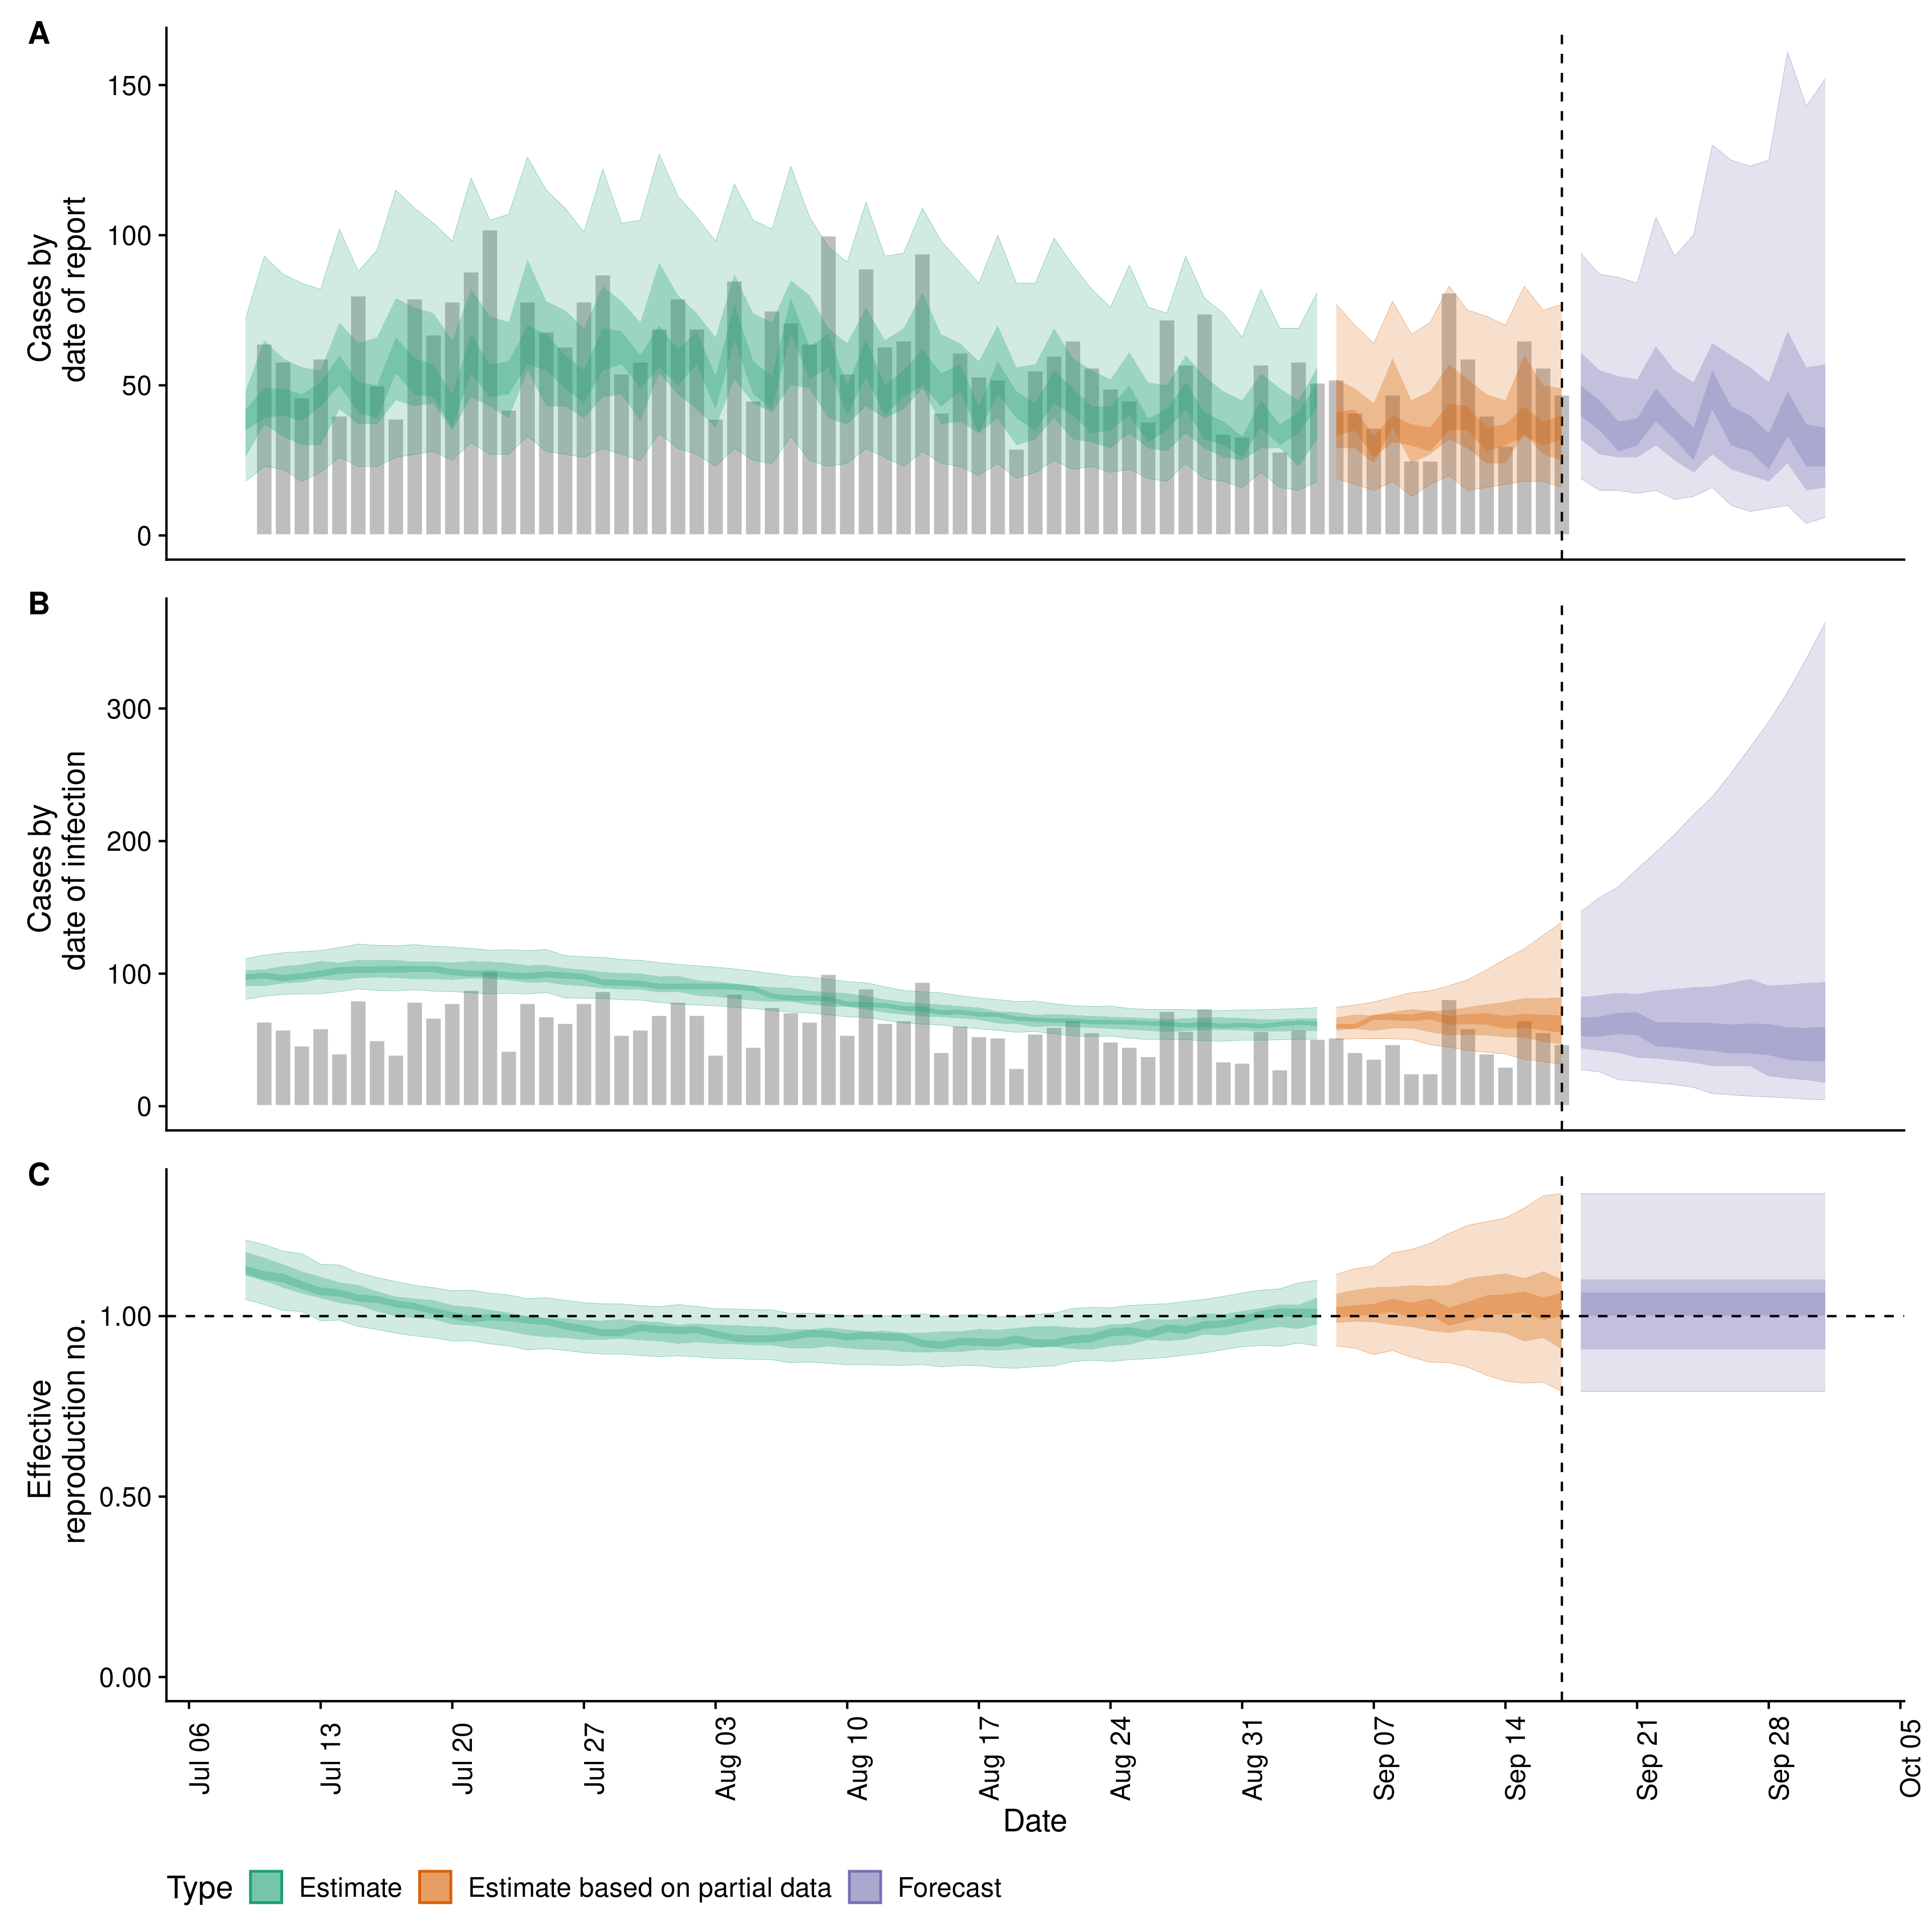 A
Cases by
date of report
150
100
50
0
B
Cases by
date of infection
300
200
100
0
C
Effective
reproduction no.
1.00
0.50
0.00
Jul 06
Jul 13
Jul 20
Jul 27
Aug 03
Aug 10
Aug 17
Aug 24
Aug 31
Sep 07
Sep 14
Sep 21
Sep 28
Oct 05
Date
Type Estimate Estimate based on partial data Forecast